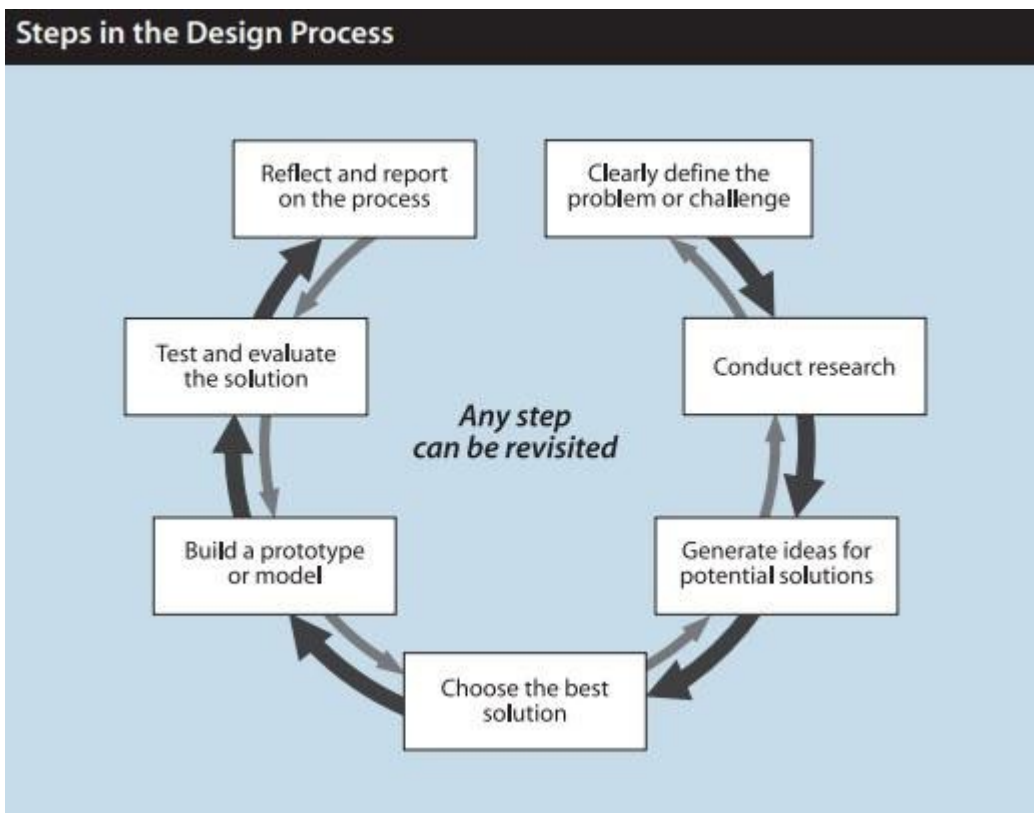 Steps in the Design Process
Reflect and report
on the process
Clearly define the
problem or challenge
Test and evaluate
the solution
Conduct research
Any step
can be revisited
Build a prototype
or model
Generate ideas for
potential solutions
Choose the best
solution